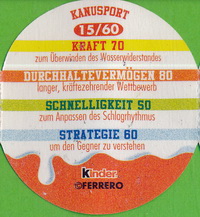 KANUSPORT
15/60
KRAFT 70
zum Überwinden des Wasserwiderstandes
DURCHHALTEVERMÖGEN 80
langer, kräftezehrender Wettbewerb
SCHNELLIGKEIT 50
zum Anpassen des Schlagrhythmus
STRATEGIE 60
um den Gegner zu verstehen
kinder
©FERRERO